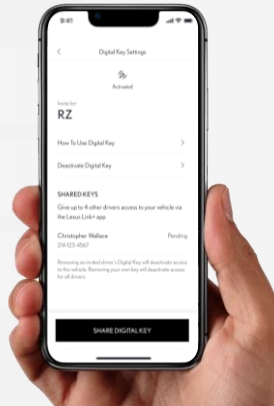 9:41
Digital Key Settings
Activated
Invite for
RZ
How To Use Digital Key
Deactivate Digital Key
SHARED KEYS
Give up to 4 other drivers access to your vehicle via
the Lexus Link+ app
Christopher Wallace Pending
214-123-4567
Removing an invited driver's Digital Key will deactivate access
to the vehicle. Removing your own key will deactivate access
for all drivers.
SHARE DIGITAL KEY